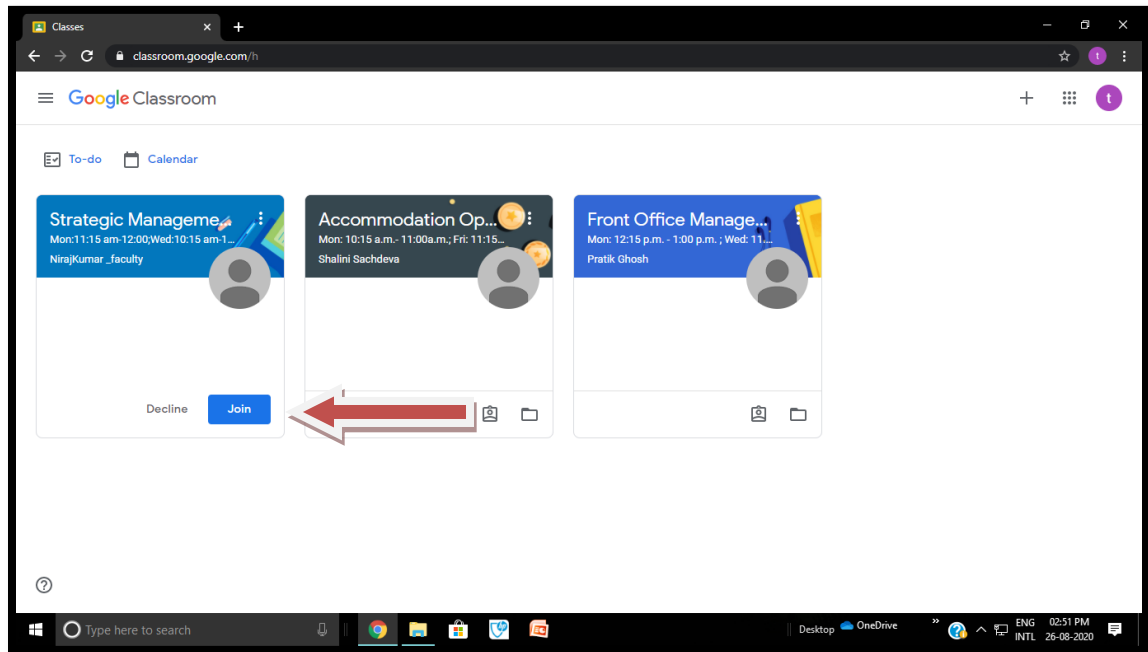 Classes
classroom.google.com/h
t
Google Classroom
t
To-do
Calendar
Strategic Manageme...
Mon:11:15 am-12:00;Wed:10:15 am-1...
NirajKumar _faculty
Decline
Join
Accommodation Op...
Mon: 10:15 a.m.- 11:00a.m.; Fri: 11:15...
Shalini Sachdeva
Front Office Manage...
Mon: 12:15 p.m. - 1:00 p.m. ; Wed: 11...
Pratik Ghosh
Type here to search
Desktop
OneDrive
ENG
INTL
02:51 PM
26-08-2020